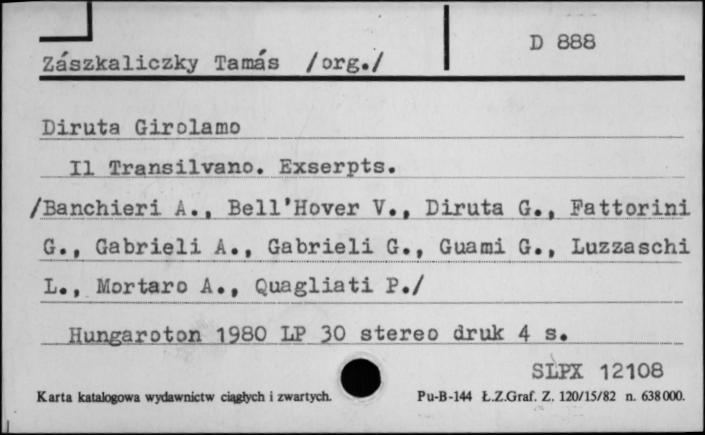 D 888
Zászkaliczky Tamás /org./
Diruta Girolamo
Il Transilvano. Exserpts.
/Banchieri A., Bell'Hover V., Diruta G., Fattorini
G., Gabrieli A., Gabrieli G., Guami G., Luzzaschi
L., Mortaro A., Quagliati P./
Hungaroton 1980 LP 30 stereo druk 4 s.
SLPX 12108
Karta katalogowa wydawnictw ciągłych i zwartych. Pu-B-144 Ł.Z.Graf. Z. 120/15/82 n. 638000.